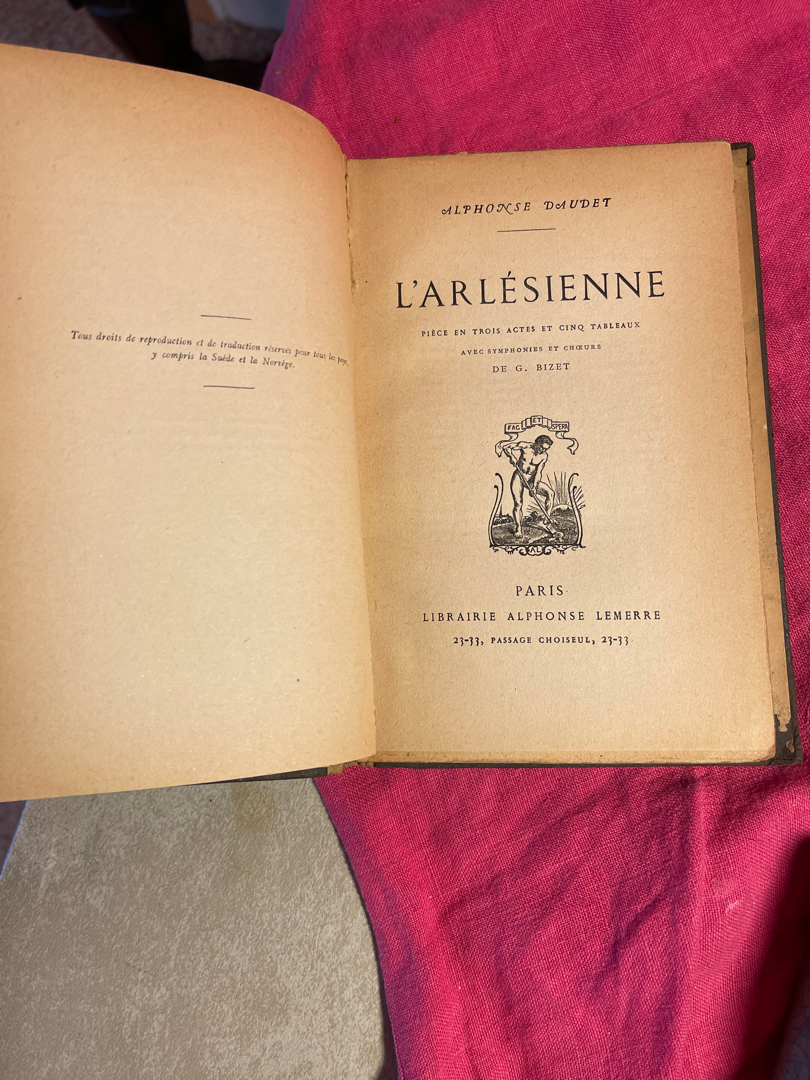 Tous droits de reproduction et de traduction réservés pour tous les pays,
y compris la Suède et la Norvège.
ALPHONSE DAUDET
L'ARLÉSIENNE
PIÈCE EN TROIS ACTES ET CINQ TABLEAUX
AVEC SYMPHONIES ET CHŒURS
DE G. BIZET
FAC ET SPERA
AL
PARIS
LIBRAIRIE ALPHONSE LEMERRE
23-33, PASSAGE CHOISEUL, 23-33